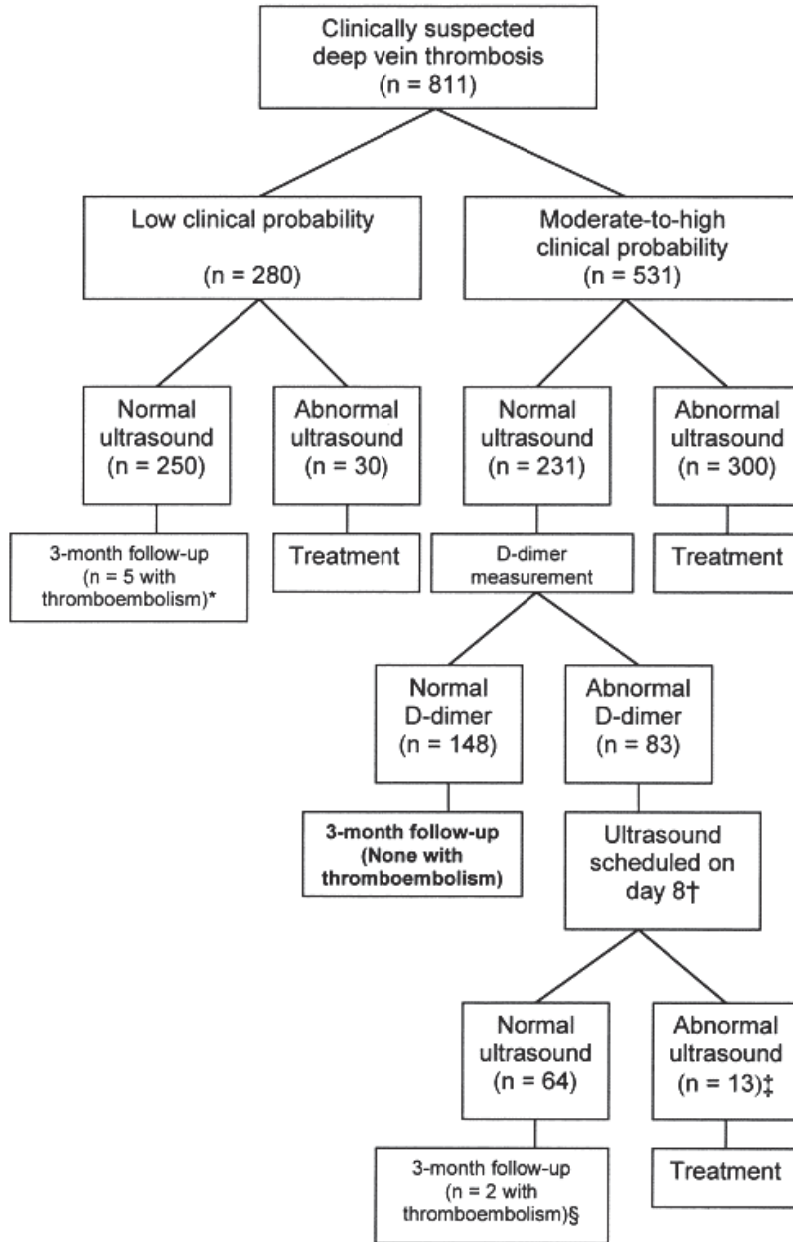 Clinically suspected
deep vein thrombosis
(n = 811)
Low clinical probability
(n = 280)
Moderate-to-high
clinical probability
(n = 531)
Normal
ultrasound
(n = 250)
Abnormal
ultrasound
(n = 30)
Normal
ultrasound
(n = 231)
Abnormal
ultrasound
(n = 300)
3-month follow-up
(n = 5 with
thromboembolism)*
Treatment
D-dimer
measurement
Treatment
Normal
D-dimer
(n = 148)
Abnormal
D-dimer
(n = 83)
3-month follow-up
(None with
thromboembolism)
Ultrasound
scheduled on
day 8†
Normal
ultrasound
(n = 64)
Abnormal
ultrasound
(n = 13)‡
3-month follow-up
(n = 2 with
thromboembolism)§
Treatment